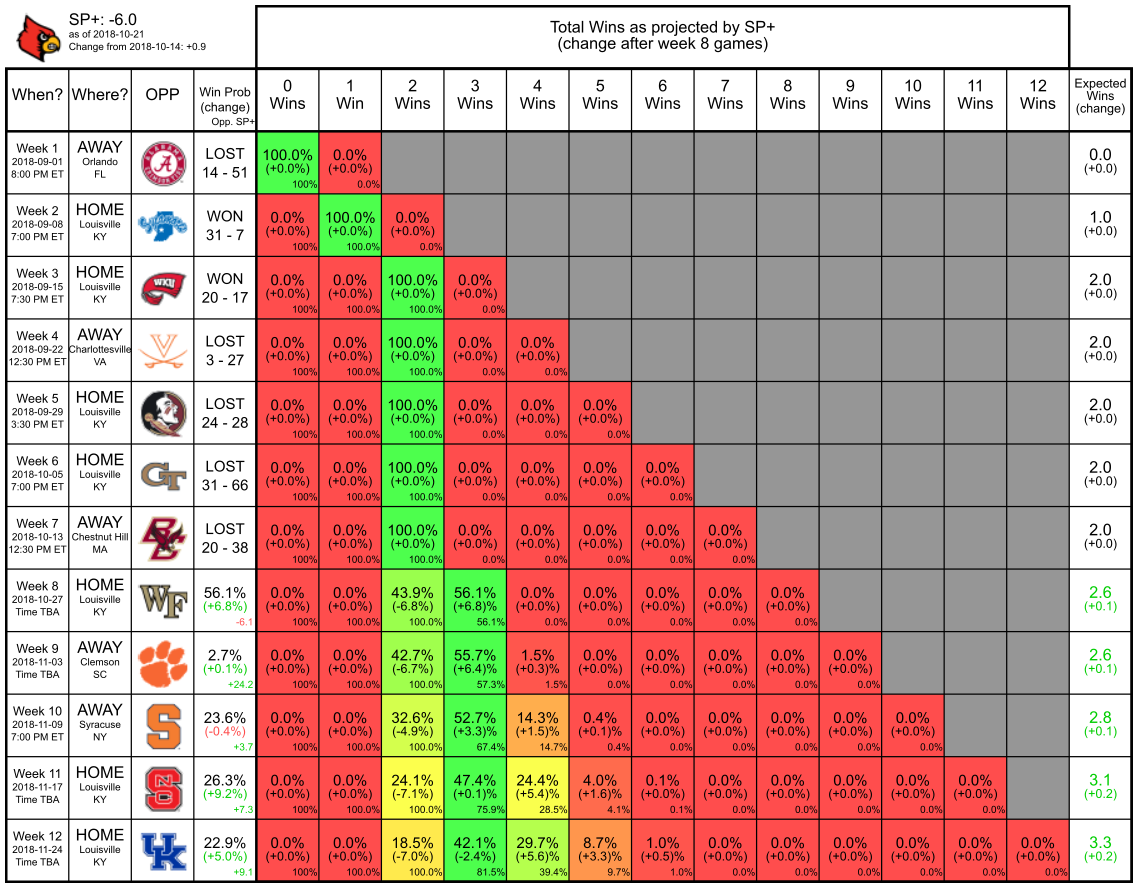 SP+: -6.0
as of 2018-10-21
Change from 2018-10-14: +0.9
Total Wins as projected by SP+
(change after week 8 games)
When?
Where?
OPP
Win Prob
(change)
Opp. SP+
0
Wins
1
Win
2
Wins
3
Wins
4
Wins
5
Wins
6
Wins
7
Wins
8
Wins
9
Wins
10
Wins
11
Wins
12
Wins
Expected
Wins
(change)
Week 1 AWAY LOST 100.0% 0.0% 0.0
2018-09-01 Orlando (+0.0%) (+0.0%) (+0.0)
8:00 PM ET FL 14 - 51 100% 0.0%
Week 2 HOME WON 0.0% 100.0% 0.0% 1.0
2018-09-08 Louisville (+0.0%) (+0.0%) (+0.0%) (+0.0)
7:00 PM ET KY 31 - 7 100% 100.0% 0.0%
Week 3 HOME WKU WON 0.0% 0.0% 100.0% 0.0% 2.0
2018-09-15 Louisville (+0.0%) (+0.0%) (+0.0%) (+0.0%) (+0.0)
7:30 PM ET KY 20 - 17 100% 100.0% 100.0% 0.0%
Week 4 AWAY LOST 0.0% 0.0% 100.0% 0.0% 0.0% 2.0
2018-09-22 Charlottesville (+0.0%) (+0.0%) (+0.0%) (+0.0%) (+0.0%) (+0.0)
12:30 PM ET VA 3 - 27 100% 100.0% 100.0% 0.0% 0.0%
Week 5 HOME LOST 0.0% 0.0% 100.0% 0.0% 0.0% 0.0% 2.0
2018-09-29 Louisville (+0.0%) (+0.0%) (+0.0%) (+0.0%) (+0.0%) (+0.0%) (+0.0)
3:30 PM ET KY 24 - 28 100% 100.0% 100.0% 0.0% 0.0% 0.0%
Week 6 HOME GT LOST 0.0% 0.0% 100.0% 0.0% 0.0% 0.0% 0.0% 2.0
2018-10-05 Louisville (+0.0%) (+0.0%) (+0.0%) (+0.0%) (+0.0%) (+0.0%) (+0.0%) (+0.0)
7:00 PM ET KY 31 - 66 100% 100.0% 100.0% 0.0% 0.0% 0.0% 0.0%
Week 7 AWAY BC LOST 0.0% 0.0% 100.0% 0.0% 0.0% 0.0% 0.0% 0.0% 2.0
2018-10-13 Chestnut Hill (+0.0%) (+0.0%) (+0.0%) (+0.0%) (+0.0%) (+0.0%) (+0.0%) (+0.0%) (+0.0)
12:30 PM ET MA 20 - 38 100% 100.0% 100.0% 0.0% 0.0% 0.0% 0.0% 0.0%
Week 8 HOME WF 56.1% 0.0% 0.0% 43.9% 56.1% 0.0% 0.0% 0.0% 0.0% 0.0% 2.6
2018-10-27 Louisville (+6.8%) (+0.0%) (+0.0%) (-6.8%) (+6.8)% (+0.0%) (+0.0%) (+0.0%) (+0.0%) (+0.0%) (+0.1)
Time TBA KY -6.1 100% 100.0% 100.0% 56.1% 0.0% 0.0% 0.0% 0.0% 0.0%
Week 9 AWAY 2.7% 0.0% 0.0% 42.7% 55.7% 1.5% 0.0% 0.0% 0.0% 0.0% 0.0% 2.6
2018-11-03 Clemson (+0.1%) (+0.0%) (+0.0%) (-6.7%) (+6.4)% (+0.3)% (+0.0%) (+0.0%) (+0.0%) (+0.0%) (+0.0%) (+0.1)
Time TBA SC +24.2 100% 100.0% 100.0% 57.3% 1.5% 0.0% 0.0% 0.0% 0.0% 0.0%
Week 10 AWAY S 23.6% 0.0% 0.0% 32.6% 52.7% 14.3% 0.4% 0.0% 0.0% 0.0% 0.0% 0.0% 2.8
2018-11-09 Syracuse (-0.4%) (+0.0%) (+0.0%) (-4.9%) (+3.3)% (+1.5)% (+0.1)% (+0.0%) (+0.0%) (+0.0%) (+0.0%) (+0.0%) (+0.1)
7:00 PM ET NY +3.7 100% 100.0% 100.0% 67.4% 14.7% 0.4% 0.0% 0.0% 0.0% 0.0% 0.0%
Week 11 HOME NCS 26.3% 0.0% 0.0% 24.1% 47.4% 24.4% 4.0% 0.1% 0.0% 0.0% 0.0% 0.0% 0.0% 3.1
2018-11-17 Louisville (+9.2%) (+0.0%) (+0.0%) (-7.1%) (+0.1)% (+5.4)% (+1.6)% (+0.0%) (+0.0%) (+0.0%) (+0.0%) (+0.0%) (+0.0%) (+0.2)
Time TBA KY +7.3 100% 100.0% 100.0% 75.9% 28.5% 4.1% 0.1% 0.0% 0.0% 0.0% 0.0% 0.0%
Week 12 HOME UK 22.9% 0.0% 0.0% 18.5% 42.1% 29.7% 8.7% 1.0% 0.0% 0.0% 0.0% 0.0% 0.0% 0.0% 3.3
2018-11-24 Louisville (+5.0%) (+0.0%) (+0.0%) (-7.0%) (-2.4%) (+5.6)% (+3.3)% (+0.5)% (+0.0%) (+0.0%) (+0.0%) (+0.0%) (+0.0%) (+0.0%) (+0.2)
Time TBA KY +9.1 100% 100.0% 100.0% 81.5% 39.4% 9.7% 1.0% 0.0% 0.0% 0.0% 0.0% 0.0% 0.0%